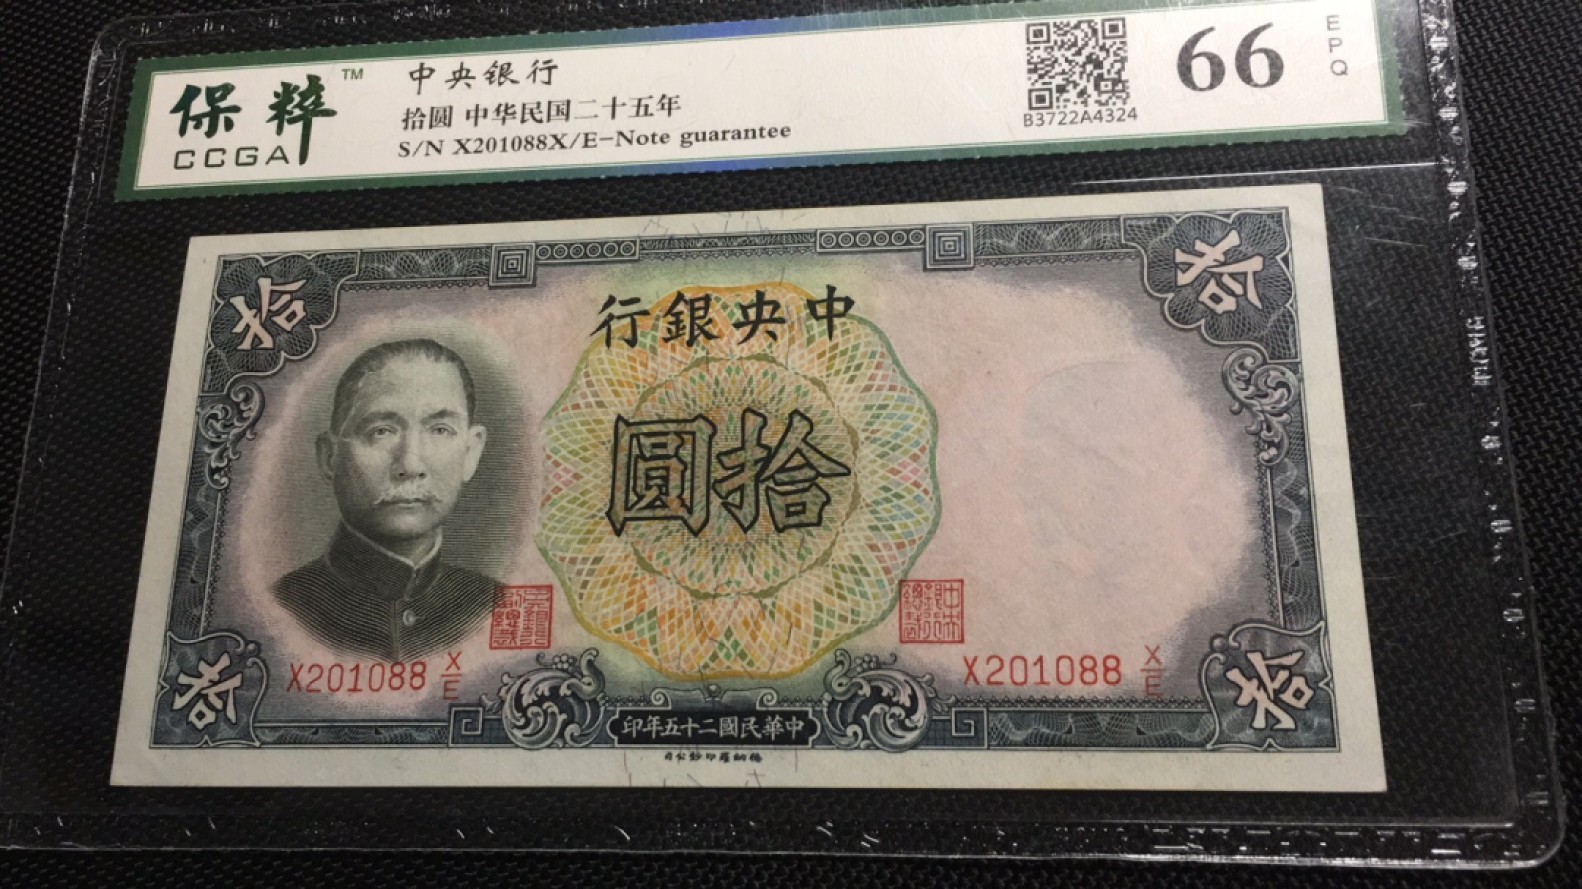 保粹 TM
CCGA
中央银行
拾圆 中华民国二十五年
S/N X201088X/E-Note guarantee
B3722A4324
66
EPQ
拾
拾
行銀央中
圓拾
X201088 X/E
X201088 X/E
拾
拾
印年五十二國民華中